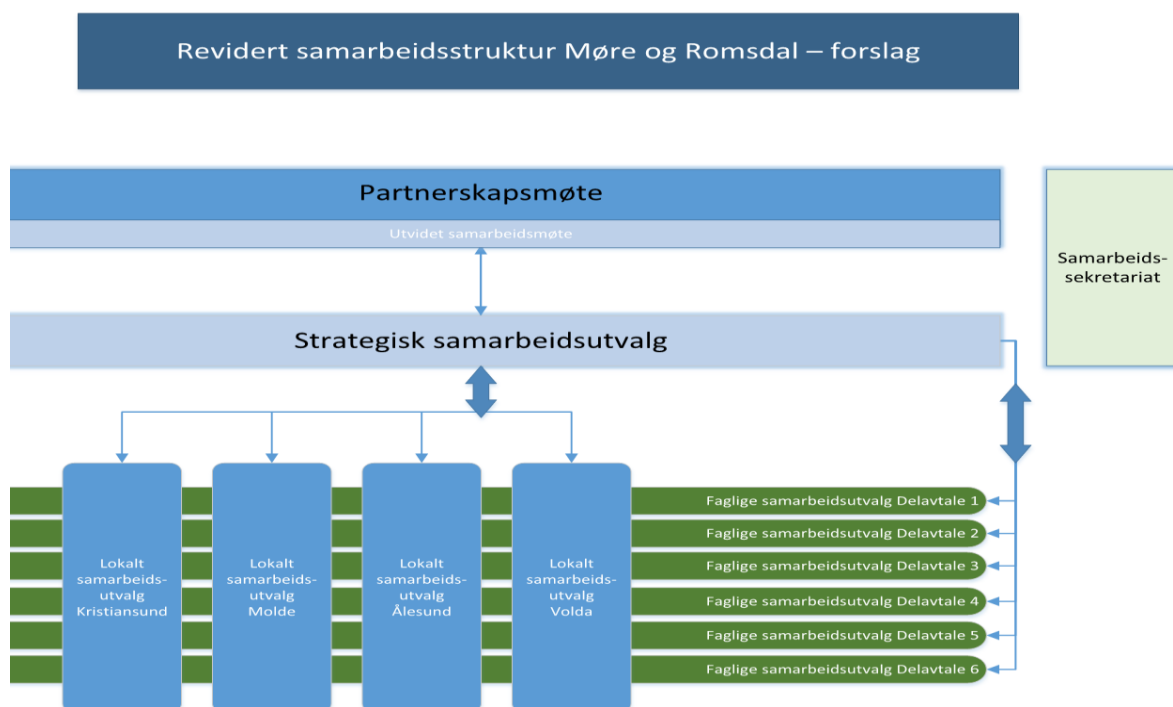 Revidert samarbeidsstruktur Møre og Romsdal – forslag
Partnerskapsmøte
Utvidet samarbeidsmøte
Samarbeids-
sekretariat
Strategisk samarbeidsutvalg
Lokalt
samarbeids-
utvalg
Kristiansund
Lokalt
samarbeids-
utvalg
Molde
Lokalt
samarbeids-
utvalg
Ålesund
Lokalt
samarbeids-
utvalg
Volda
Faglige samarbeidsutvalg Delavtale 1
Faglige samarbeidsutvalg Delavtale 2
Faglige samarbeidsutvalg Delavtale 3
Faglige samarbeidsutvalg Delavtale 4
Faglige samarbeidsutvalg Delavtale 5
Faglige samarbeidsutvalg Delavtale 6